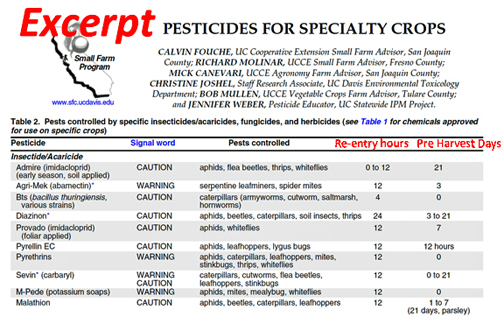 Excerpt
Small Farm
Program
www.sfc.ucdavis.edu
PESTICIDES FOR SPECIALTY CROPS
CALVIN FOUCHE, UC Cooperative Extension Small Farm Advisor, San Joaquin
County; RICHARD MOLINAR, UCCE Small Farm Advisor, Fresno County;
MICK CANEVARI, UCCE Agronomy Farm Advisor, San Joaquin County;
CHRISTINE JOSHEL, Staff Research Associate, UC Davis Environmental Toxicology
Department; BOB MULLEN, UCCE Vegetable Crops Farm Advisor, Tulare County;
and JENNIFER WEBER, Pesticide Educator, UC Statewide IPM Project.
Table 2. Pests controlled by specific insecticides/acaricides, fungicides, and herbicides (see Table 1 for chemicals approved
for use on specific crops)
Pesticide Signal word Pests controlled Re-entry hours Pre Harvest Days
Insectide/Acaricide
Admire (imidacloprid) CAUTION aphids, flea beetles, thrips, whiteflies 0 to 12 21
(early season, soil applied)
Agri-Mek (abamectin)* WARNING serpentine leafminers, spider mites 12 3
Bts (bacillus thuringiensis, CAUTION caterpillars (armyworms, cutworm, saltmarsh, 4 0
various strains) hornworms)
Diazinon* CAUTION aphids, beetles, caterpillars, soil insects, thrips 24 3 to 21
Provado (imidacloprid) CAUTION aphids, whiteflies 12 7
(foliar applied)
Pyrellin EC CAUTION aphids, leafhoppers, lygus bugs 12 12 hours
Pyrethrins WARNING aphids, caterpillars, leafhoppers, mites, 12 0
stinkbugs, thrips, whiteflies
Sevin* (carbaryl) WARNING caterpillars, cutworms, flea beetles, 12 0 to 21
CAUTION leafhoppers, stinkbugs
M-Pede (potassium soaps) WARNING aphids, mites, mealybug, whiteflies 12 0
Malathion CAUTION aphids, beetles, caterpillars, leafhoppers 12 1 to 7
(21 days, parsley)